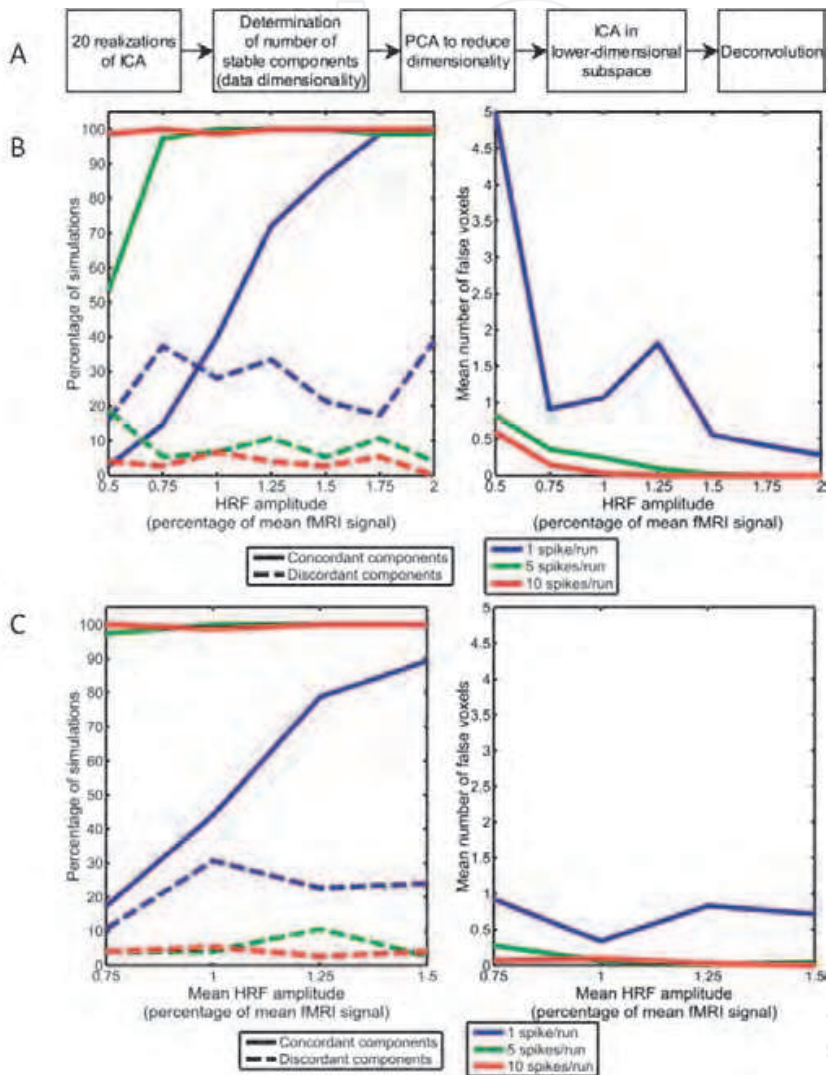 A
20 realizations
of ICA
Determination
of number of
stable components
(data dimensionality)
PCA to reduce
dimensionality
ICA in
lower-dimensional
subspace
Deconvolution
B
Percentage of simulations
100
90
80
70
60
50
40
30
20
10
0
0.5 0.75 1 1.25 1.5 1.75 2
HRF amplitude
(percentage of mean fMRI signal)
Mean number of false voxels
5
4.5
4
3.5
3
2.5
2
1.5
1
0.5
0
0.5 0.75 1 1.25 1.5 1.75 2
HRF amplitude
(percentage of mean fMRI signal)
Concordant components
Discordant components
1 spike/run
5 spikes/run
10 spikes/run
C
Percentage of simulations
100
90
80
70
60
50
40
30
20
10
0
0.75 1 1.25 1.5
Mean HRF amplitude
(percentage of mean fMRI signal)
Mean number of false voxels
5
4.5
4
3.5
3
2.5
2
1.5
1
0.5
0
0.75 1 1.25 1.5
Mean HRF amplitude
(percentage of mean fMRI signal)
Concordant components
Discordant components
1 spike/run
5 spikes/run
10 spikes/run